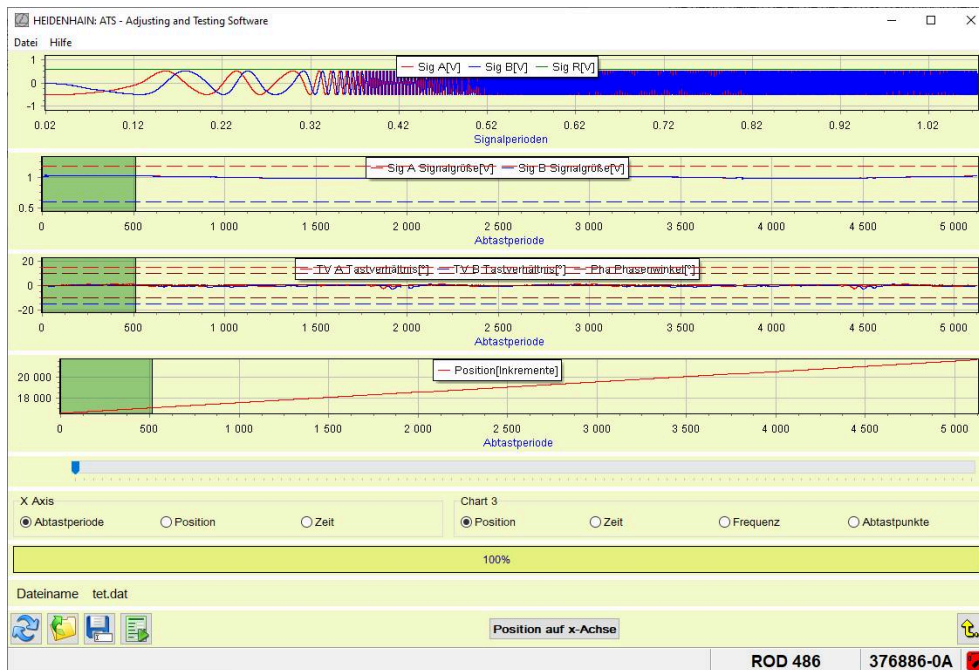 HEIDENHAIN: ATS - Adjusting and Testing Software
Datei Hilfe
Sig A[V] Sig B[V] Sig R[V]
1
0
-1
0.02 0.12 0.22 0.32 0.42 0.52 0.62 0.72 0.82 0.92 1.02
Signalperioden
Sig A Signalgröße[V] Sig B Signalgröße[V]
1
0.5
0 500 1 000 1 500 2 000 2 500 3 000 3 500 4 000 4 500 5 000
Abtastperiode
TV A Tastverhältnis[°] TV B Tastverhältnis[°] Pha Phasenwinkel[°]
20
0
-20
0 500 1 000 1 500 2 000 2 500 3 000 3 500 4 000 4 500 5 000
Abtastperiode
Position[Inkremente]
20 000
18 000
0 500 1 000 1 500 2 000 2 500 3 000 3 500 4 000 4 500 5 000
Abtastperiode
X Axis Chart 3
Abtastperiode Position Zeit Position Zeit Frequenz Abtastpunkte
100%
Dateiname tet.dat
Position auf x-Achse
ROD 486 376886-0A